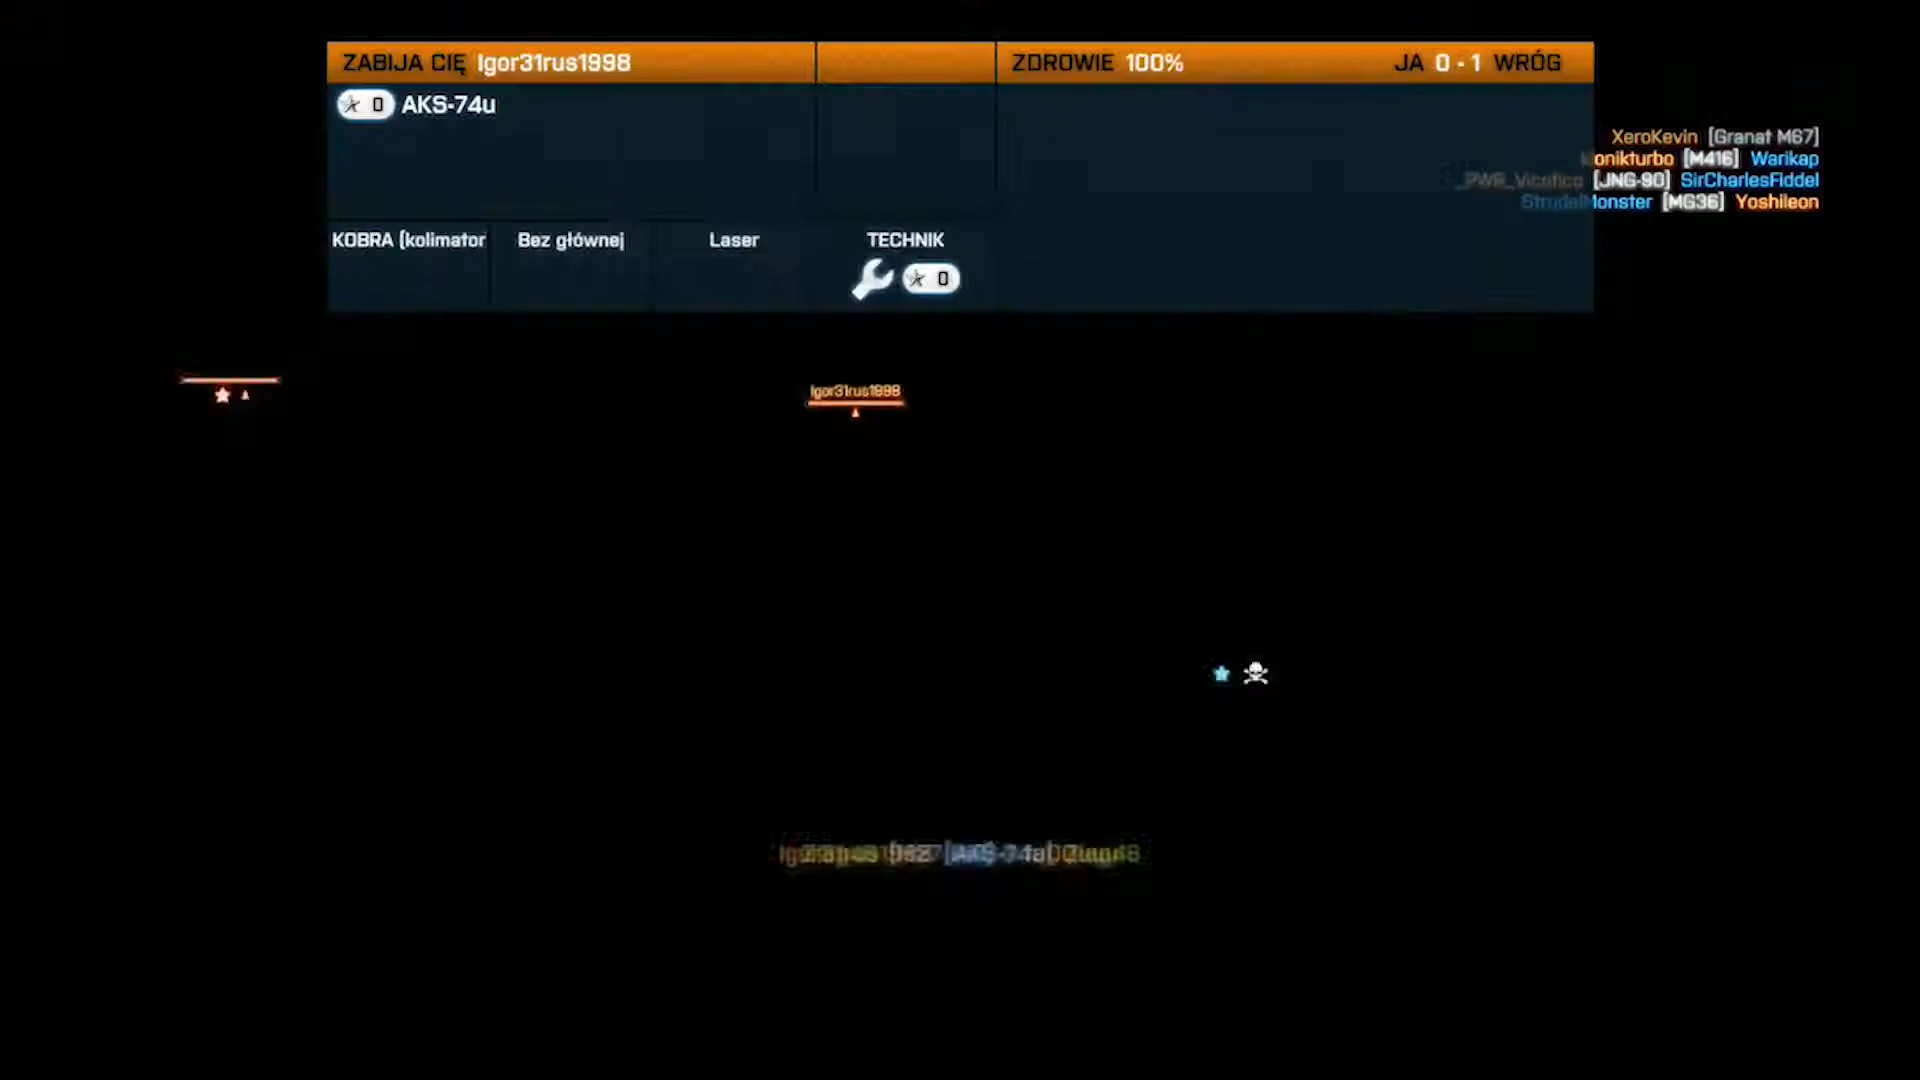 ZABIJA CIĘ Igor31rus1998 ZDROWIE 100% JA 0 - 1 WRÓG
0 AKS-74u
XeroKevin [Granat M67]
onikturbo [M416] Warikap
[JNG-90] SirCharlesFiddel
StrudelMonster [MG36] Yoshileon
KOBRA (kolimator Bez głównej Laser TECHNIK
0
Igor31rus1998